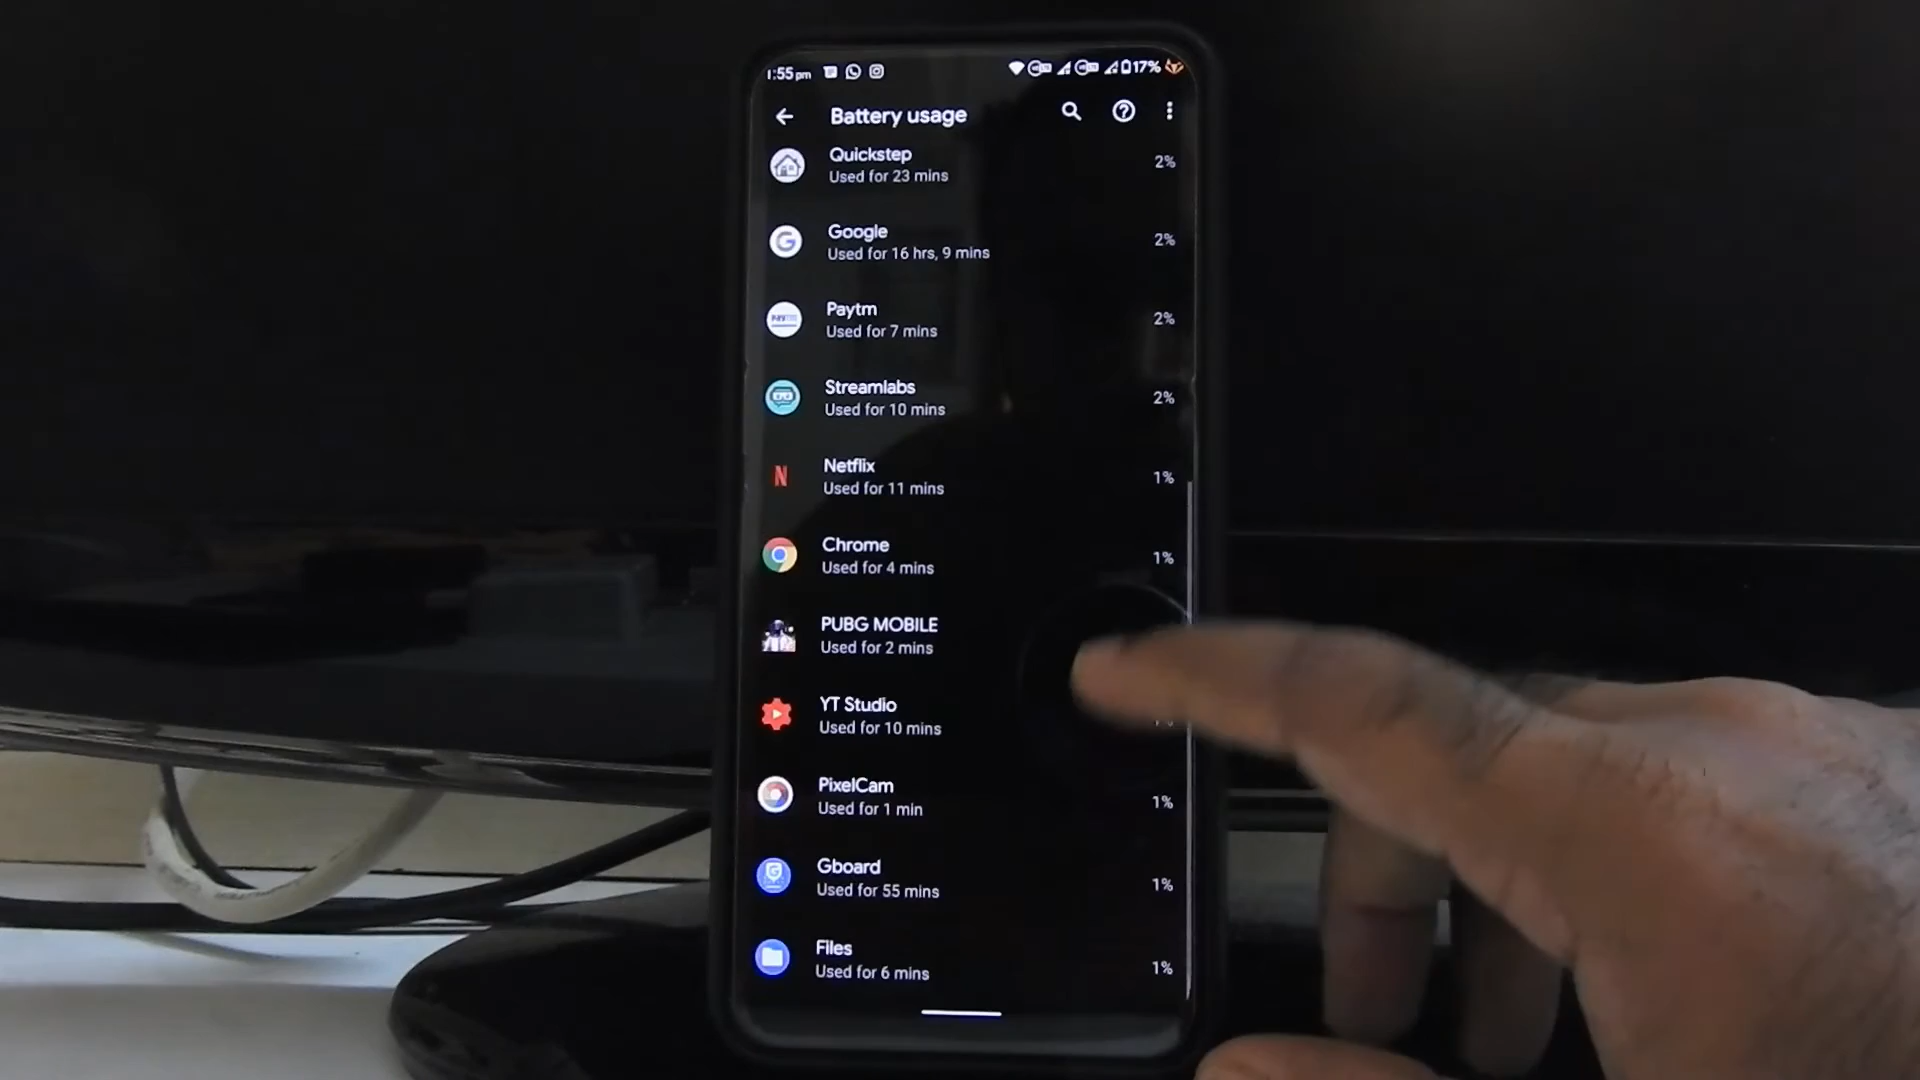 1:55 pm
17%
Battery usage
Quickstep
2%
Used for 23 mins
Google
2%
Used for 16 hrs, 9 mins
Paytm
2%
Used for 7 mins
Streamlabs
2%
Used for 10 mins
Netflix
1%
Used for 11 mins
Chrome
1%
Used for 4 mins
PUBG MOBILE
Used for 2 mins
YT Studio
Used for 10 mins
PixelCam
1%
Used for 1 min
Gboard
1%
Used for 55 mins
Files
1%
Used for 6 mins